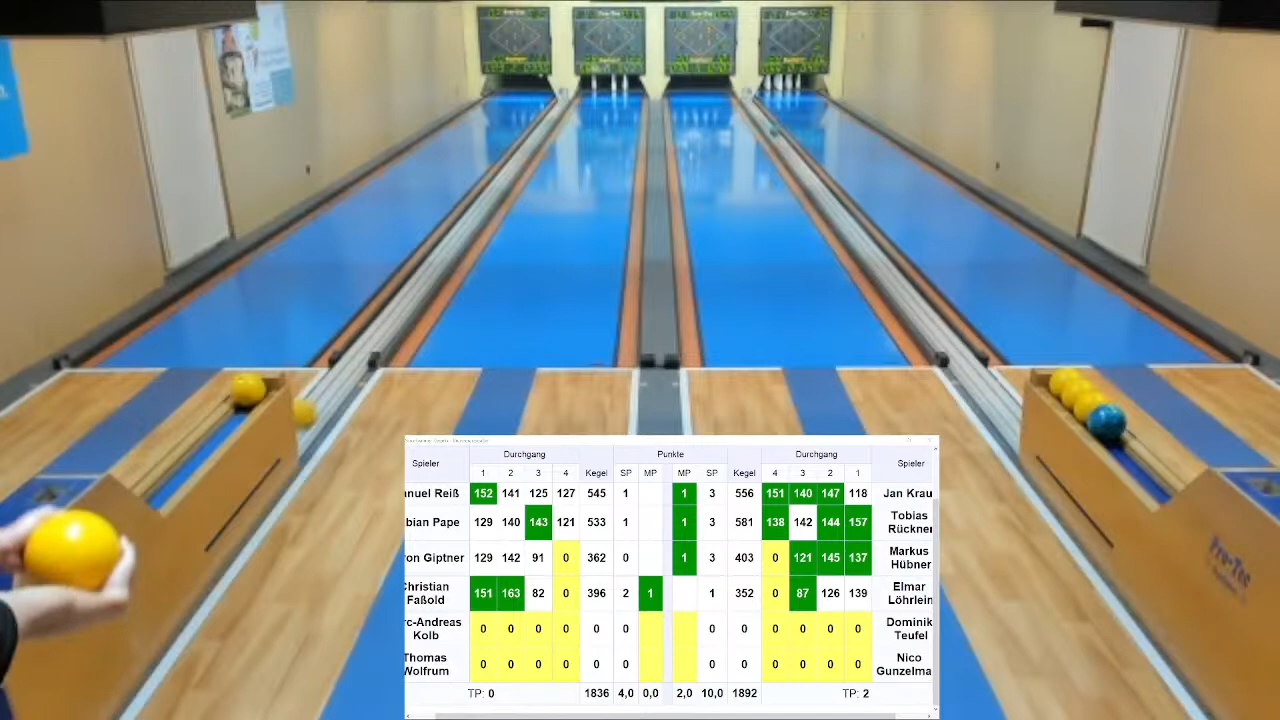 Durchgang Punkte Durchgang
Spieler 1 2 3 4 Kegel SP MP MP SP Kegel 4 3 2 1 Spieler
nuel Reiß 152 141 125 127 545 1 1 3 556 151 140 147 118 Jan Krau
bian Pape 129 140 143 121 533 1 1 3 581 138 142 144 157 Tobias Rückner
ron Giptner 129 142 91 0 362 0 1 3 403 0 121 145 137 Markus Hübner
Christian Faßold 151 163 82 0 396 2 1 1 352 0 87 126 139 Elmar Löhrlein
rc-Andreas Kolb 0 0 0 0 0 0 0 0 0 0 0 0 Dominik Teufel
Thomas Wolfrum 0 0 0 0 0 0 0 0 0 0 0 0 Nico Gunzelma
TP: 0 1836 4,0 0,0 2,0 10,0 1892 TP: 2
Pro-Tec